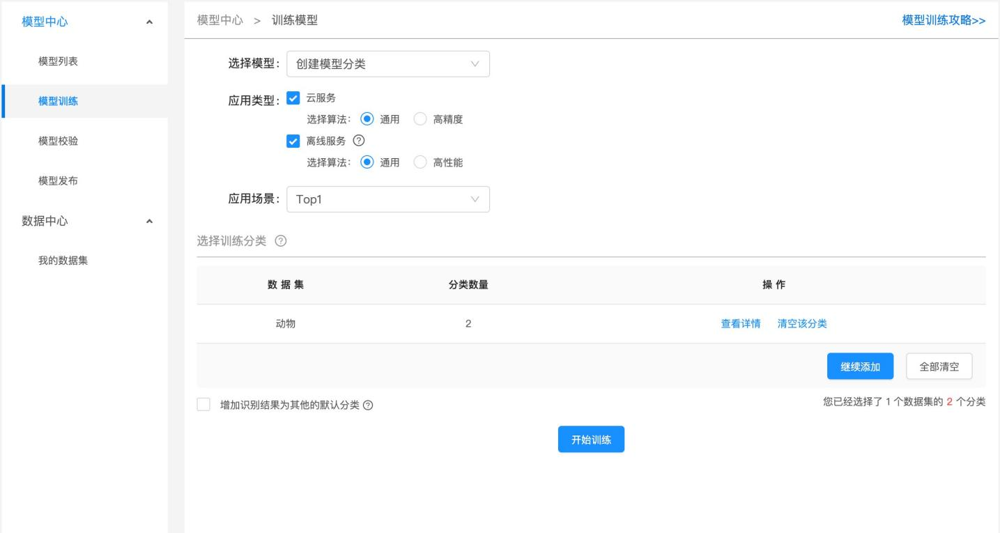 模型中心
模型列表
模型训练
模型校验
模型发布
数据中心
我的数据集
模型中心 > 训练模型
模型训练攻略>>
选择模型: 创建模型分类
应用类型: 云服务
选择算法: 通用 高精度
离线服务 ?
选择算法: 通用 高性能
应用场景: Top1
选择训练分类 ?
数据集 分类数量 操作
动物 2 查看详情 清空该分类
继续添加 全部清空
增加识别结果为其他的默认分类 ?
您已经选择了 1 个数据集的 2 个分类
开始训练